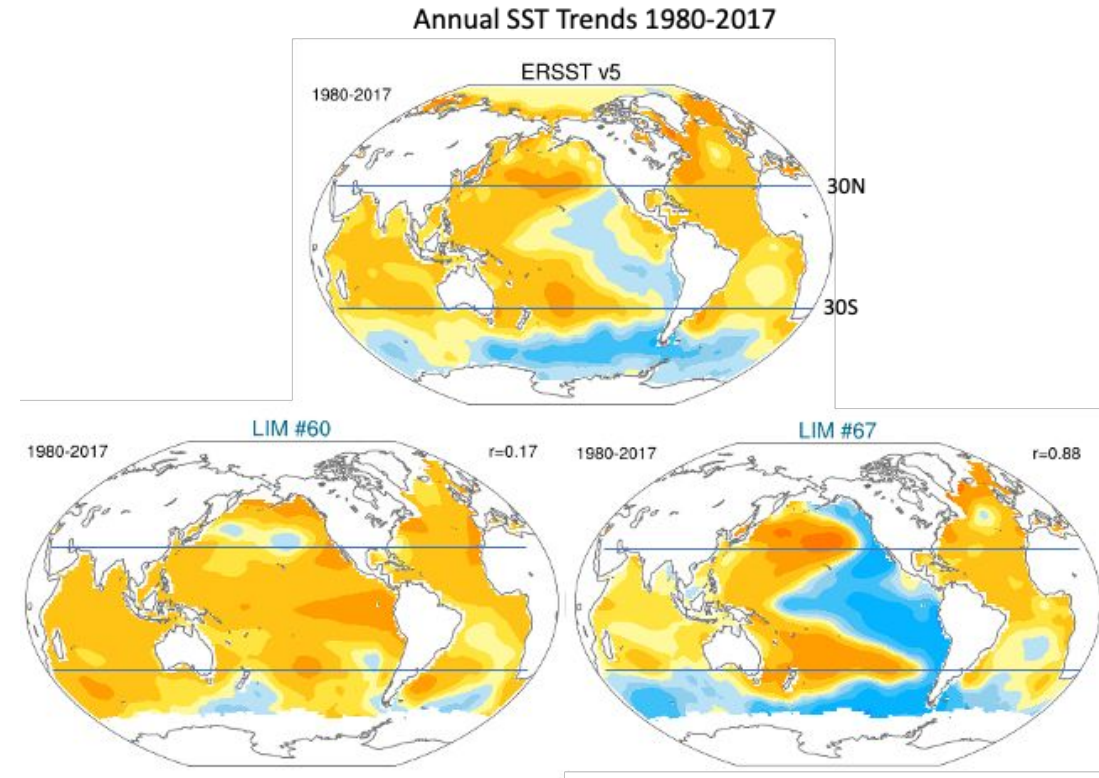 Annual SST Trends 1980-2017
ERSST v5
1980-2017
30N
30S
LIM #60
1980-2017
r=0.17
LIM #67
1980-2017
r=0.88